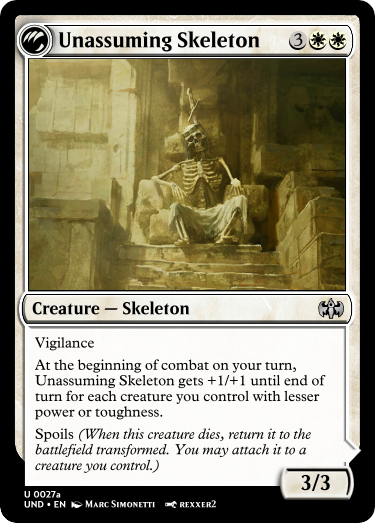 Unassuming Skeleton 3
Creature — Skeleton
Vigilance
At the beginning of combat on your turn,
Unassuming Skeleton gets +1/+1 until end of
turn for each creature you control with lesser
power or toughness.
Spoils (When this creature dies, return it to the
battlefield transformed. You may attach it to a
creature you control.)
3/3
U 0027a
UND • EN Marc Simonetti rexxer2